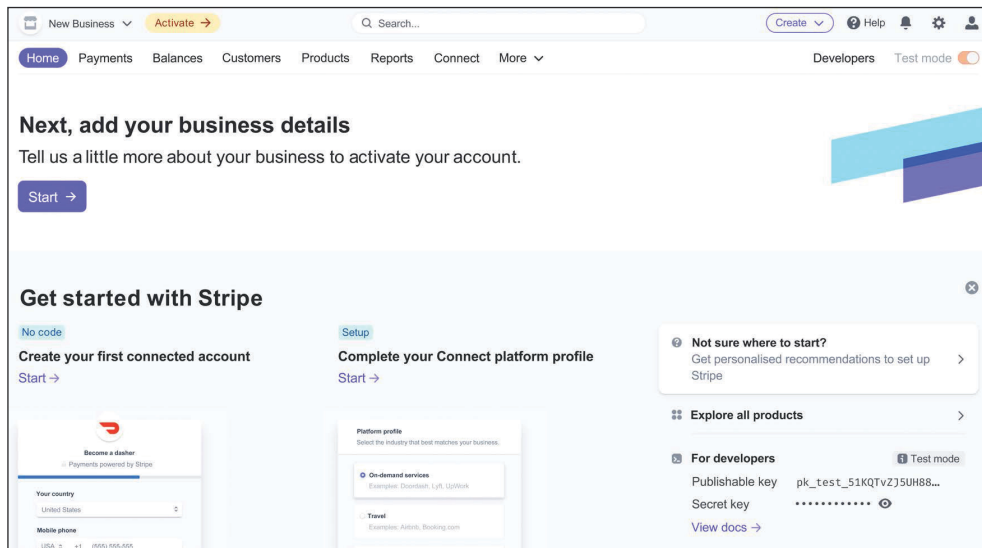 New Business Activate → Search... Create Help
Home Payments Balances Customers Products Reports Connect More Developers Test mode
Next, add your business details
Tell us a little more about your business to activate your account.
Start →
Get started with Stripe
No code
Create your first connected account
Start →
Become a dasher
Payments powered by Stripe
Your country
United States
Mobile phone
USA +1 (555) 555-555
Setup
Complete your Connect platform profile
Start →
Platform profile
Select the industry that best matches your business.
On-demand services
Examples: Doordash, Lyft, UpWork
Travel
Examples: Airbnb, Booking.com
Not sure where to start?
Get personalised recommendations to set up
Stripe
Explore all products
For developers Test mode
Publishable key pk_test_51KQTvZJ5UH88…
Secret key ••••••••••••
View docs →